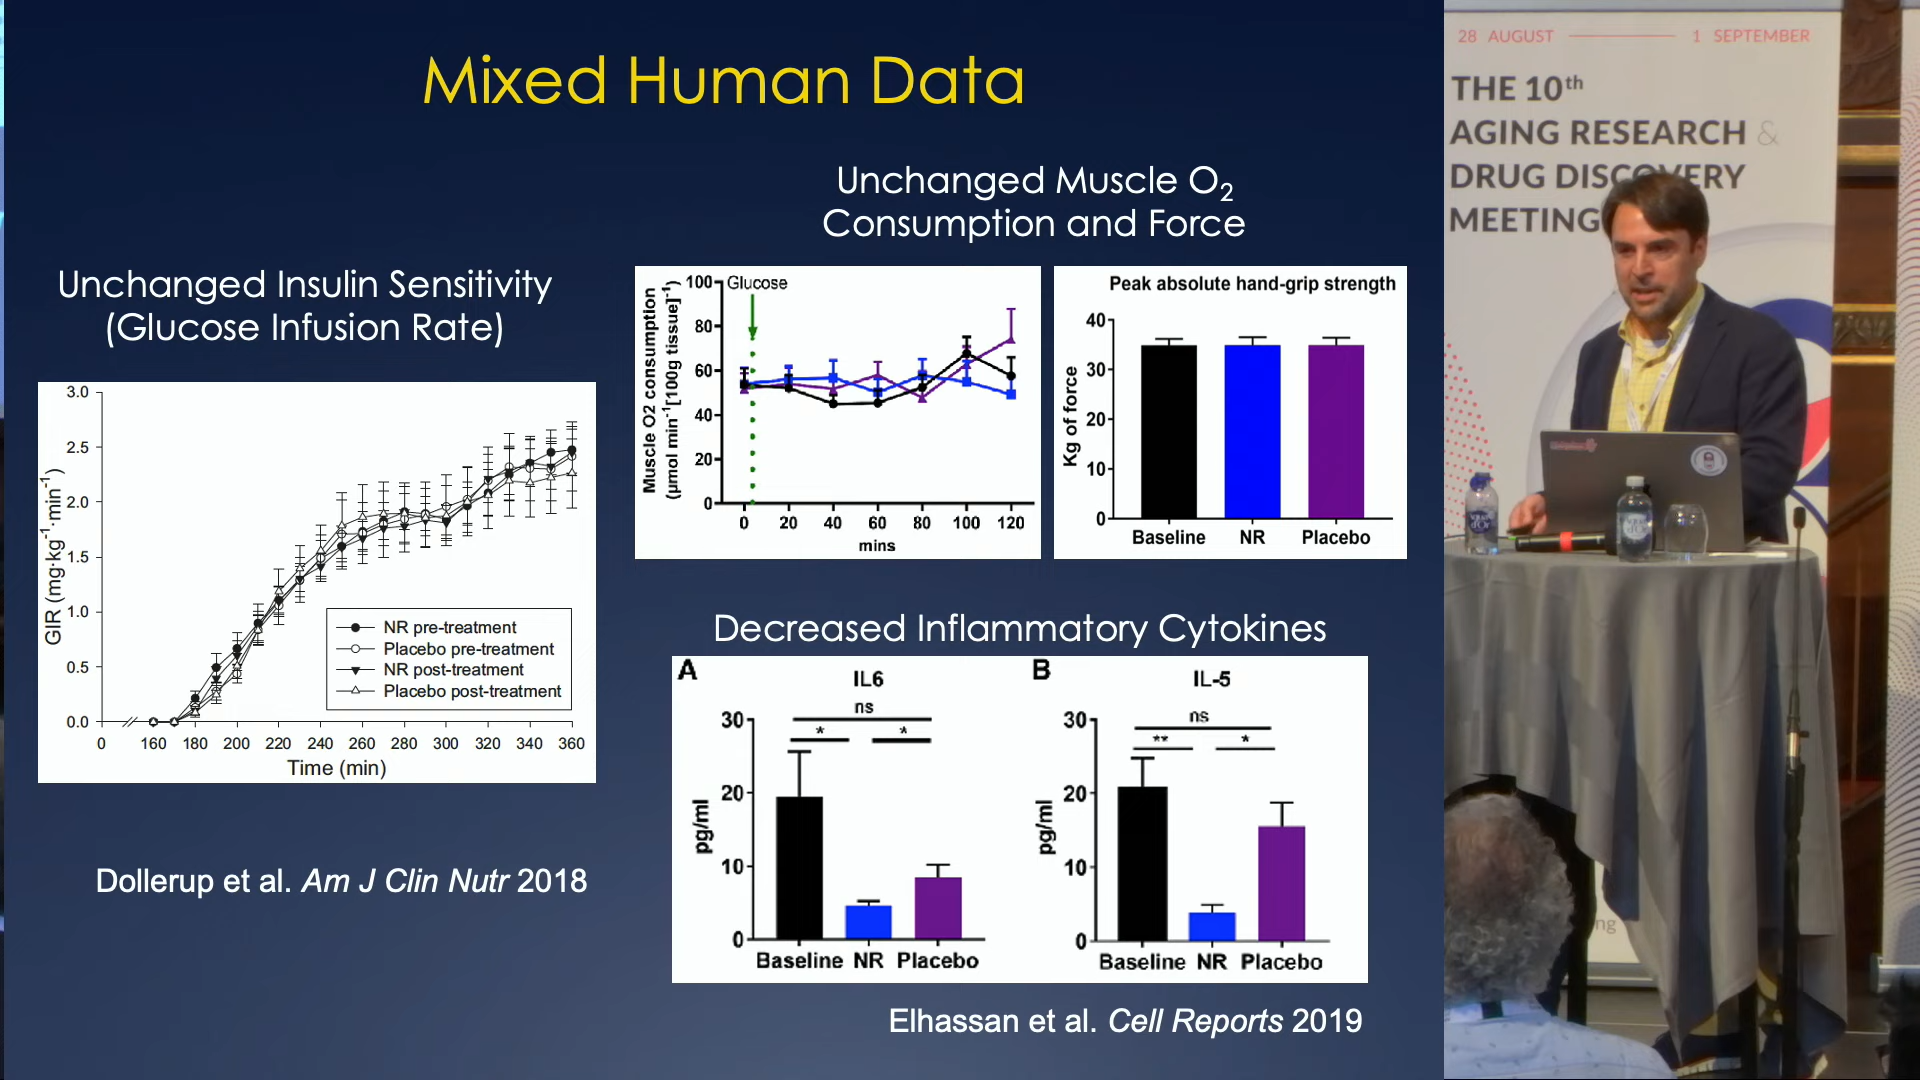 Mixed Human Data
Unchanged Insulin Sensitivity
(Glucose Infusion Rate)
3.0
2.5
2.0
1.5
1.0
0.5
0.0
GIR (mg·kg⁻¹·min⁻¹)
NR pre-treatment
Placebo pre-treatment
NR post-treatment
Placebo post-treatment
0 160 180 200 220 240 260 280 300 320 340 360
Time (min)
Dollerup et al. Am J Clin Nutr 2018
Unchanged Muscle O₂
Consumption and Force
Muscle O2 consumption
(µmol min⁻¹[100g tissue]⁻¹)
Glucose
100
80
60
40
20
0
0 20 40 60 80 100 120
mins
Peak absolute hand-grip strength
Kg of force
40
30
20
10
0
Baseline NR Placebo
Decreased Inflammatory Cytokines
A
IL6
ns
* *
pg/ml
30
20
10
0
Baseline NR Placebo
B
IL-5
ns
** *
pg/ml
30
20
10
0
Baseline NR Placebo
Elhassan et al. Cell Reports 2019
28 AUGUST 1 SEPTEMBER
THE 10th
AGING RESEARCH &
DRUG DISCOVERY
MEETING